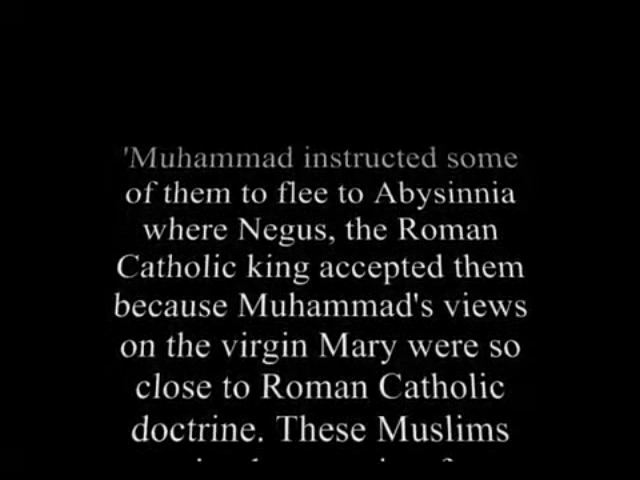 'Muhammad instructed some
of them to flee to Abysinnia
where Negus, the Roman
Catholic king accepted them
because Muhammad's views
on the virgin Mary were so
close to Roman Catholic
doctrine. These Muslims